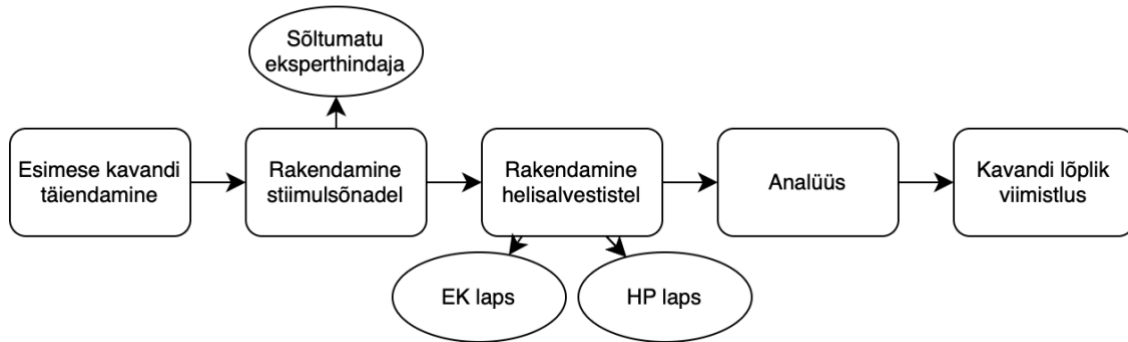 Sõltumatu
eksperthindaja
Esimese kavandi
täiendamine
Rakendamine
stiimulsõnadel
Rakendamine
helisalvestistel
Analüüs
Kavandi lõplik
viimistlus
EK laps
HP laps